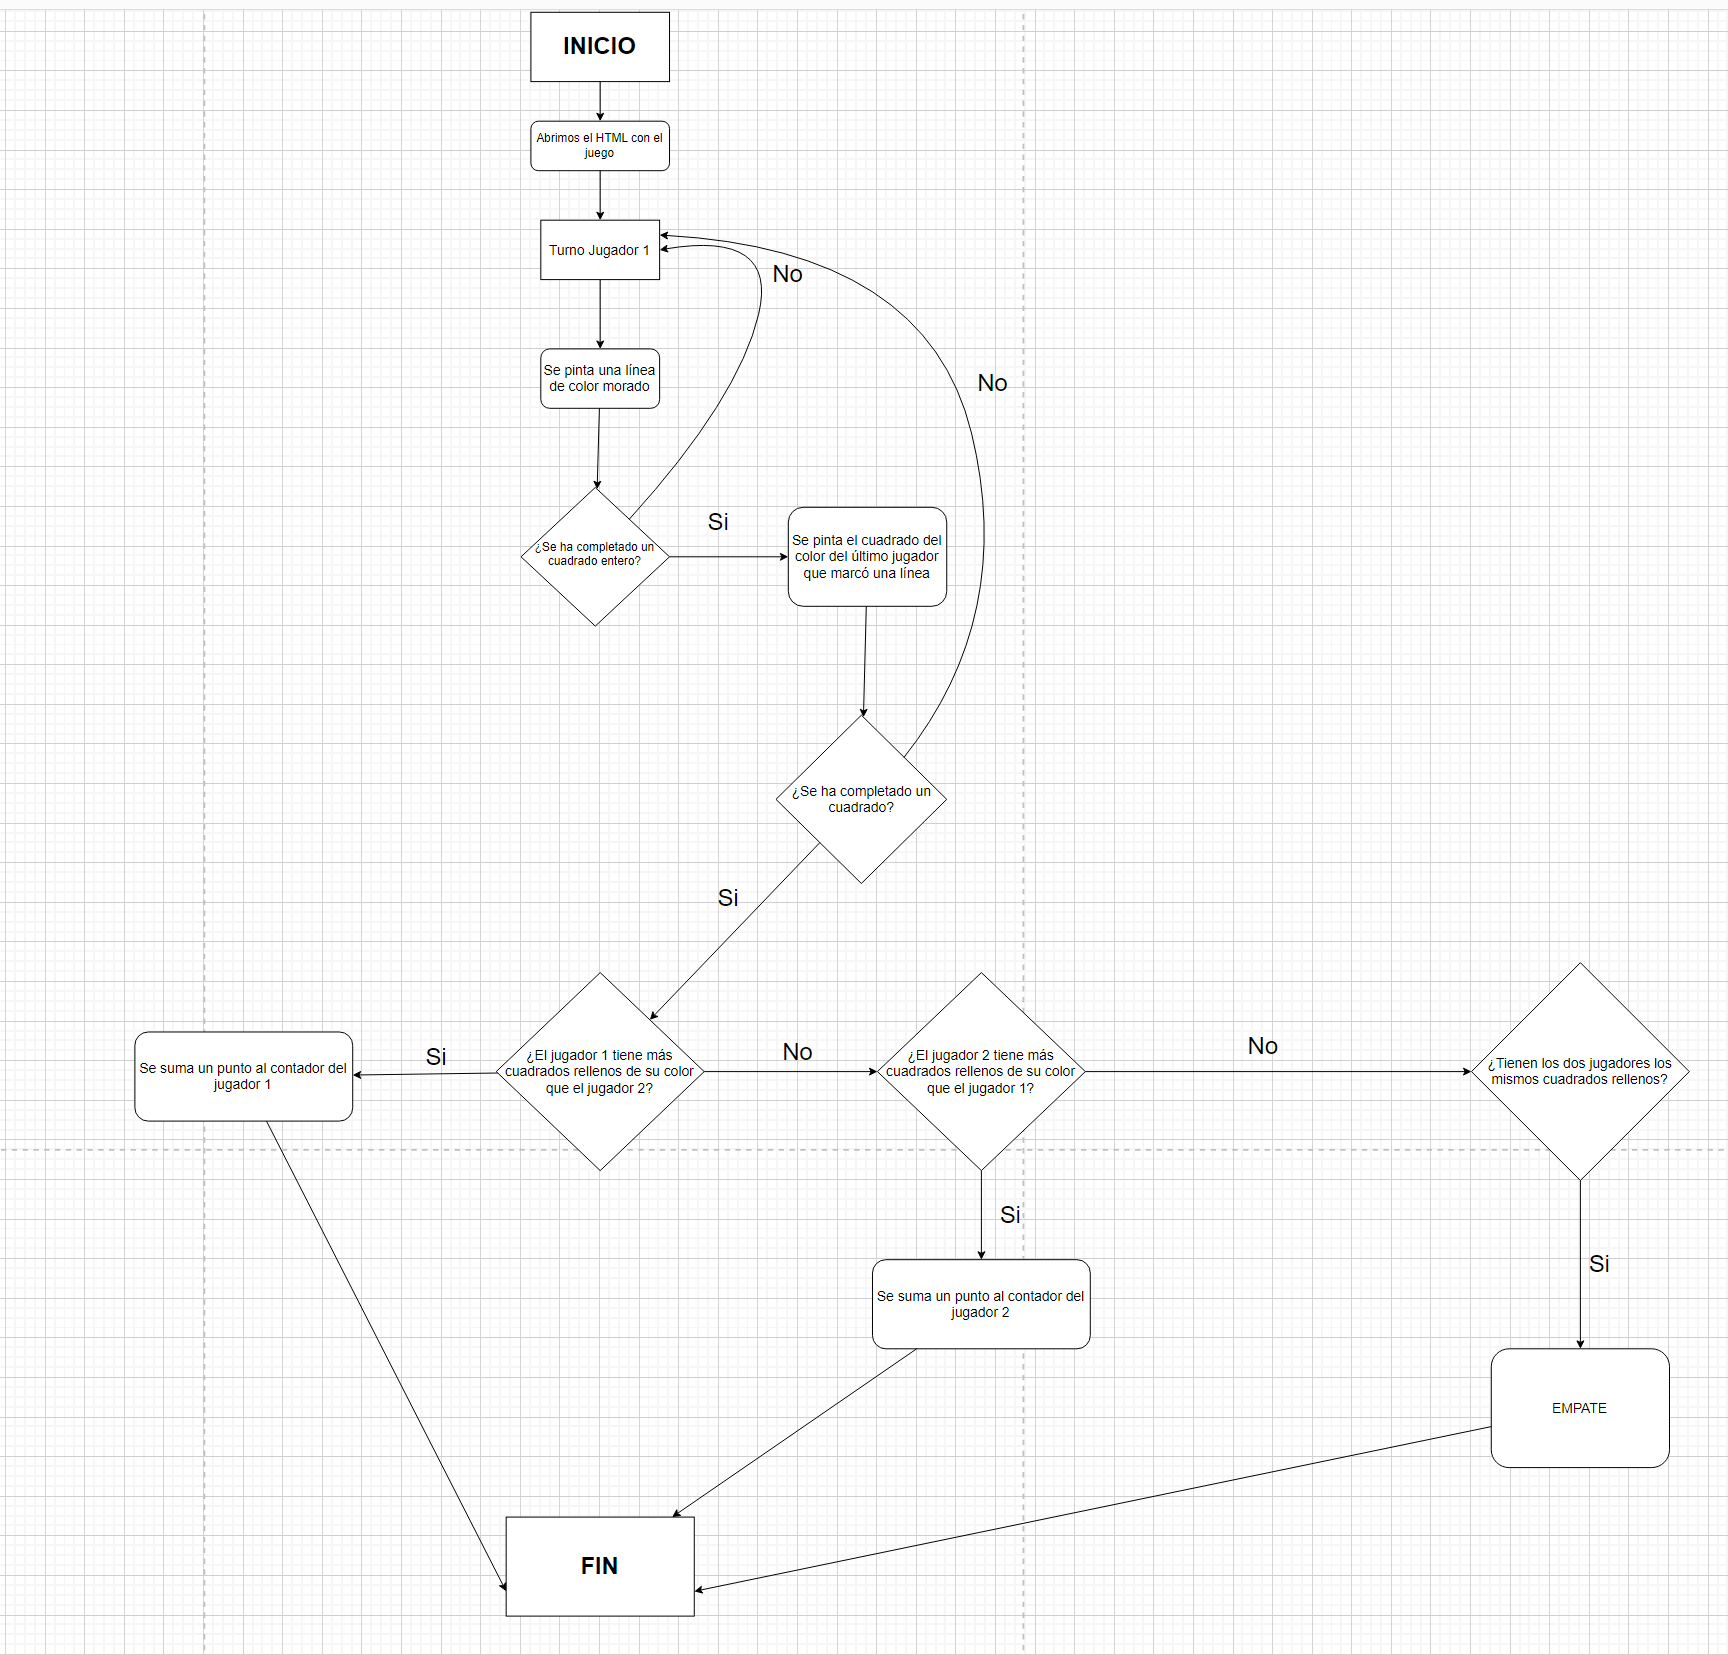 INICIO
Abrimos el HTML con el
juego
Turno Jugador 1
No
Se pinta una línea
de color morado
No
¿Se ha completado un
cuadrado entero?
Si
Se pinta el cuadrado del
color del último jugador
que marcó una línea
¿Se ha completado un
cuadrado?
Si
¿El jugador 1 tiene más
cuadrados rellenos de su color
que el jugador 2?
Si
Se suma un punto al contador del
jugador 1
No
¿El jugador 2 tiene más
cuadrados rellenos de su color
que el jugador 1?
No
¿Tienen los dos jugadores los
mismos cuadrados rellenos?
Si
Se suma un punto al contador del
jugador 2
Si
EMPATE
FIN